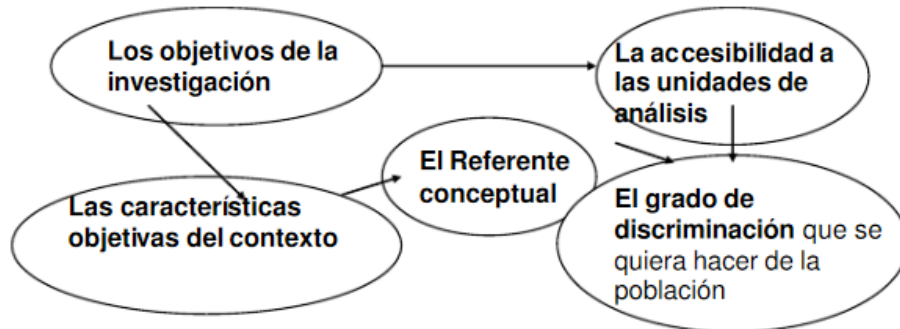 Los objetivos de la
investigación
La accesibilidad a
las unidades de
análisis
El Referente
conceptual
Las características
objetivas del contexto
El grado de
discriminación que se
quiera hacer de la
población